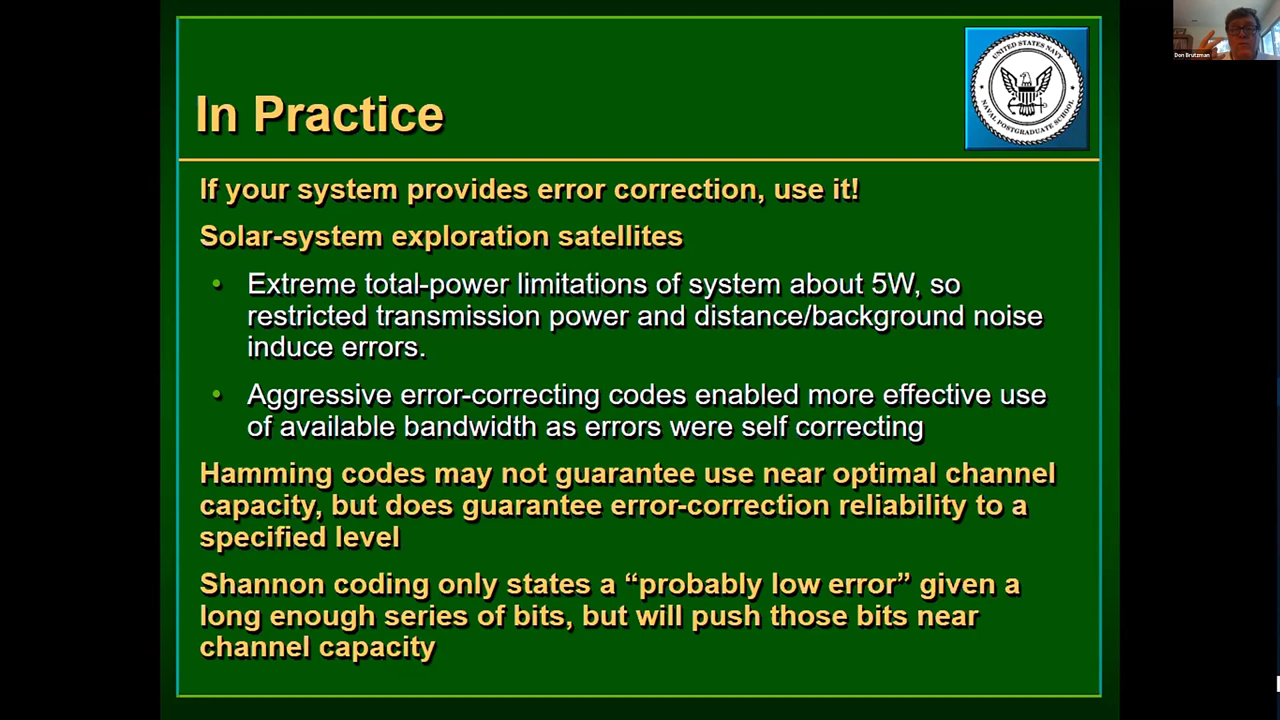 Don Brutzman
UNITED STATES NAVY
NAVAL POSTGRADUATE SCHOOL
In Practice
If your system provides error correction, use it!
Solar-system exploration satellites
• Extreme total-power limitations of system about 5W, so
restricted transmission power and distance/background noise
induce errors.
• Aggressive error-correcting codes enabled more effective use
of available bandwidth as errors were self correcting
Hamming codes may not guarantee use near optimal channel
capacity, but does guarantee error-correction reliability to a
specified level
Shannon coding only states a “probably low error” given a
long enough series of bits, but will push those bits near
channel capacity